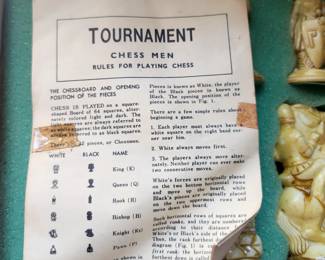 TOURNAMENT
CHESS MEN
RULES FOR PLAYING CHESS
THE CHESSBOARD AND OPENING
POSITION OF THE PIECES
CHESS IS PLAYED on a square-
shaped Board of 64 squares, alter-
nately colored light and dark. The
squares are always referred to
as white squares; the dark squares are
referred to as black squares.
32 pieces, or Chessmen.
WHITE BLACK NAME
King (K)
Queen (Q)
Rook (R)
Bishop (B)
Knight (Kt)
Pawn (P)
Pieces is known as White, the player
of the Black pieces is known as
Black. The opening position of the
pieces is shown in Fig. 1.
There are a few simple rules about
beginning a game.
1. Each player must always have a
white square on the right hand cor-
ner near him.
2. White always moves first.
3. The players always move alter-
nately. Neither player can ever make
two consecutive moves.
White's forces are originally placed
on the two bottom horizontal rows
and move up the board, while
Black's pieces are originally placed
on the two uppermost rows and
move down the board.
Such horizontal rows of squares are
called ranks, and they are numbered
according to their distance from
White's or Black's side of the
Then, the rank farthest down
diagram (Fig. 1) is
first rank: the horizontal
farthest down is called